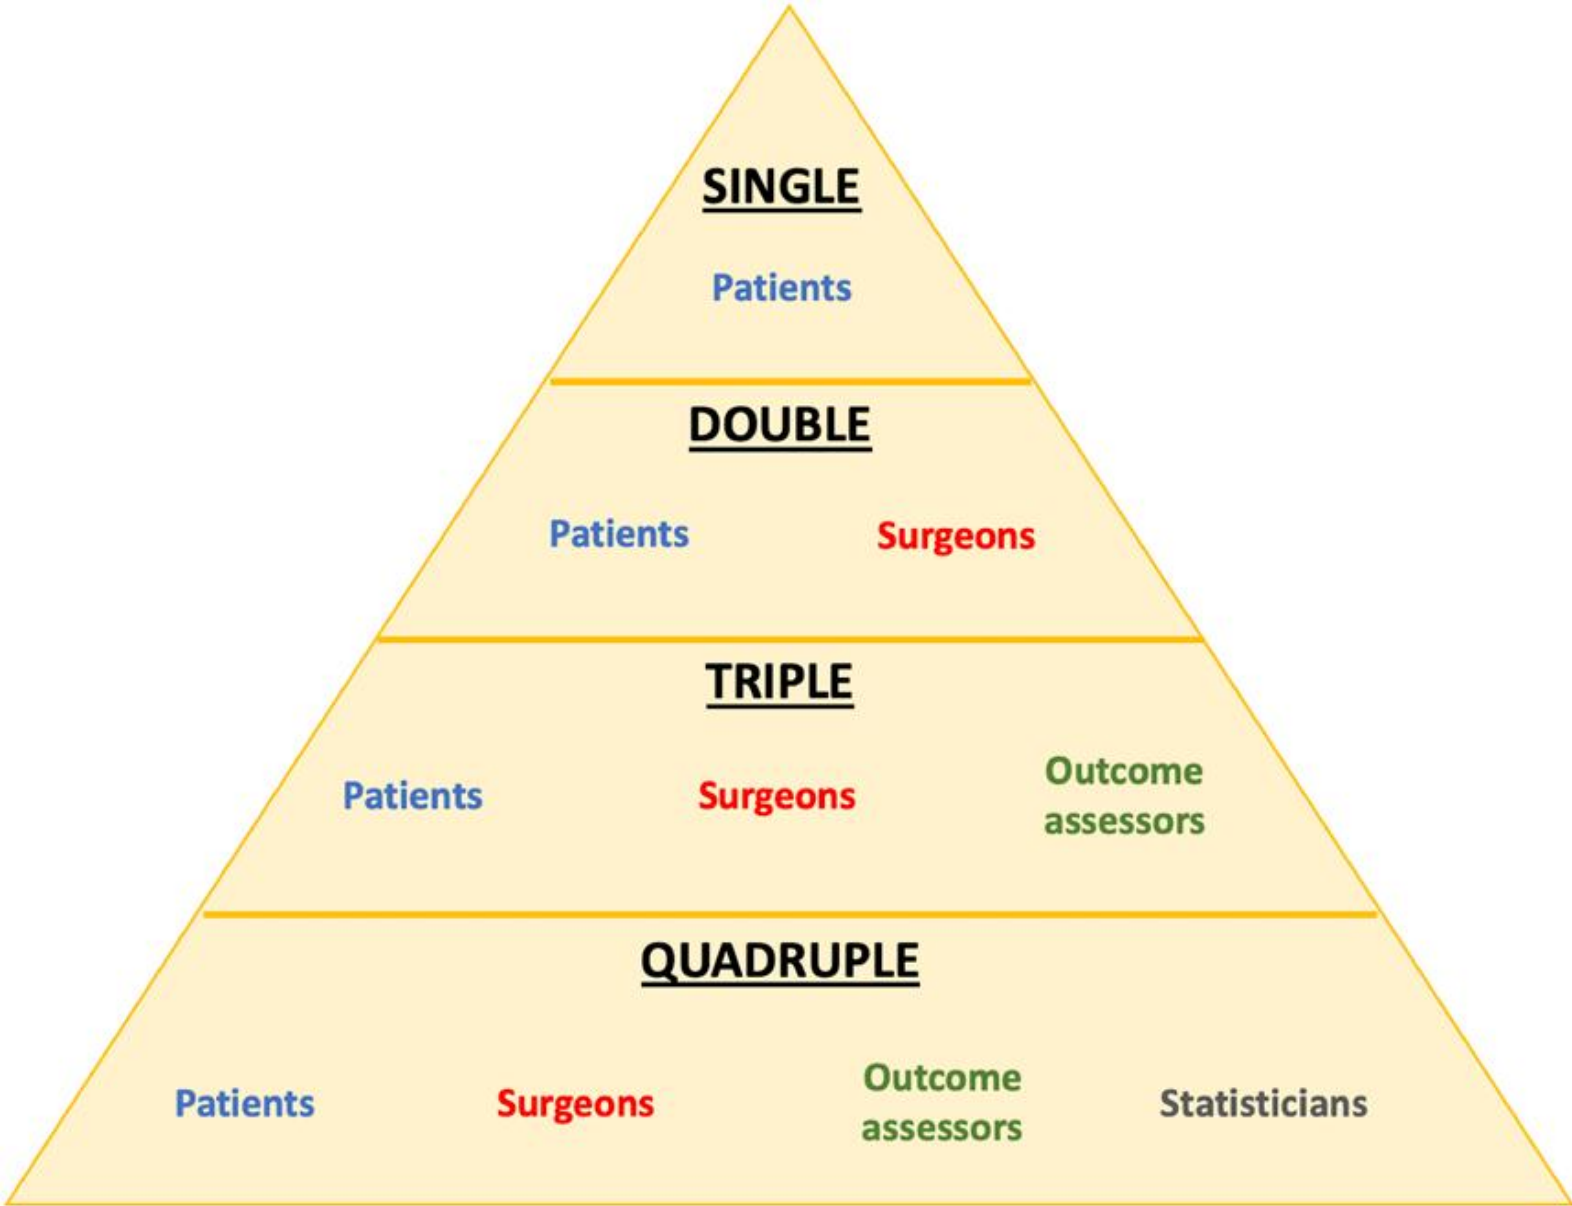 SINGLE
Patients
DOUBLE
Patients Surgeons
TRIPLE
Patients Surgeons Outcome
assessors
QUADRUPLE
Patients Surgeons Outcome
assessors Statisticians